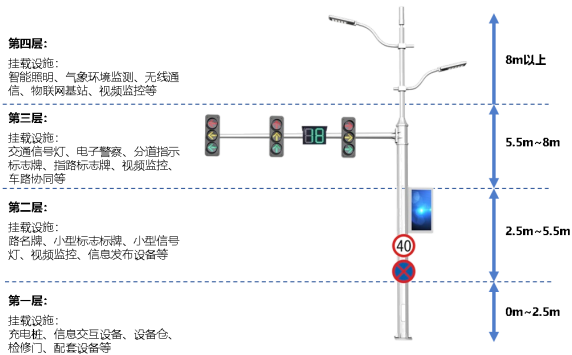 第四层：
挂载设施：
智能照明、气象环境监测、无线通
信、物联网基站、视频监控等
8m以上
第三层：
挂载设施：
交通信号灯、电子警察、分道指示
标志牌、指路标志牌、视频监控、
车路协同等
18
5.5m~8m
第二层：
挂载设施：
路名牌、小型标志标牌、小型信号
灯、视频监控、信息发布设备等
40
2.5m~5.5m
第一层：
挂载设施：
充电桩、信息交互设备、设备仓、
检修门、配套设备等
0m~2.5m